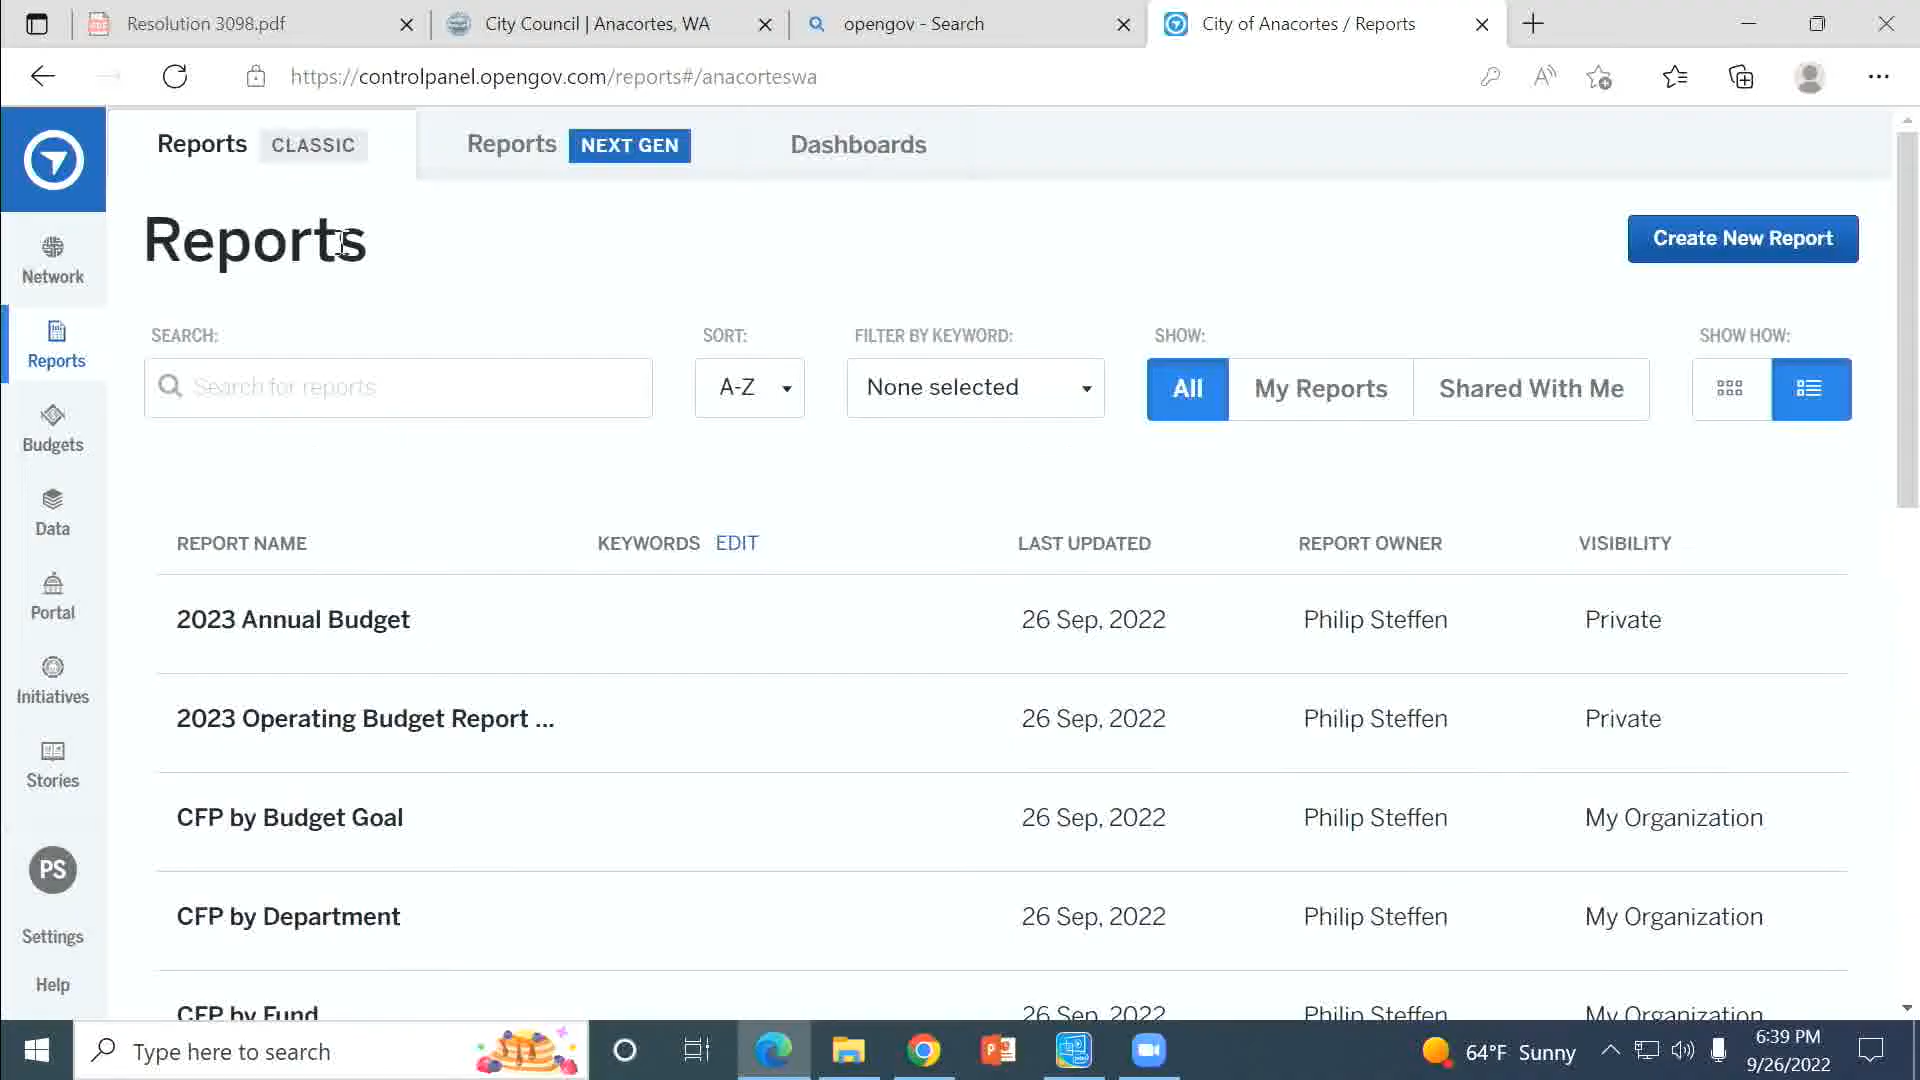 Resolution 3098.pdf
City Council | Anacortes, WA
opengov - Search
City of Anacortes / Reports
https://controlpanel.opengov.com/reports#/anacorteswa
Reports CLASSIC
Reports NEXT GEN
Dashboards
Reports
Create New Report
Network
Reports
Budgets
Data
Portal
Initiatives
Stories
PS
Settings
Help
SEARCH:
SORT:
FILTER BY KEYWORD:
SHOW:
SHOW HOW:
Search for reports
A-Z
None selected
All
My Reports
Shared With Me
REPORT NAME KEYWORDS EDIT LAST UPDATED REPORT OWNER VISIBILITY
2023 Annual Budget 26 Sep, 2022 Philip Steffen Private
2023 Operating Budget Report ... 26 Sep, 2022 Philip Steffen Private
CFP by Budget Goal 26 Sep, 2022 Philip Steffen My Organization
CFP by Department 26 Sep, 2022 Philip Steffen My Organization
CFP by Fund 26 Sep, 2022 Philip Steffen My Organization
Type here to search
64°F Sunny
6:39 PM
9/26/2022